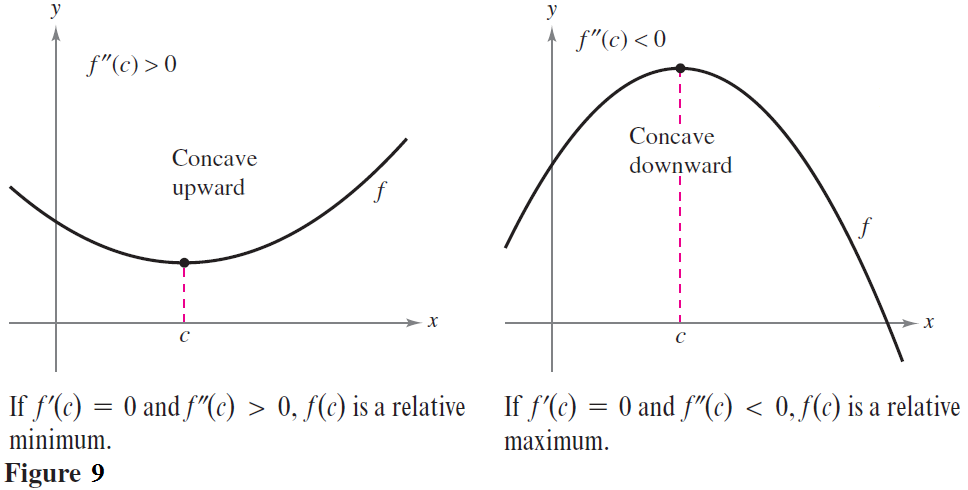 y
f″(c) > 0
Concave
upward
f
x
c
If f′(c) = 0 and f″(c) > 0, f(c) is a relative
minimum.
y
f″(c) < 0
Concave
downward
f
x
c
If f′(c) = 0 and f″(c) < 0, f(c) is a relative
maximum.
Figure 9